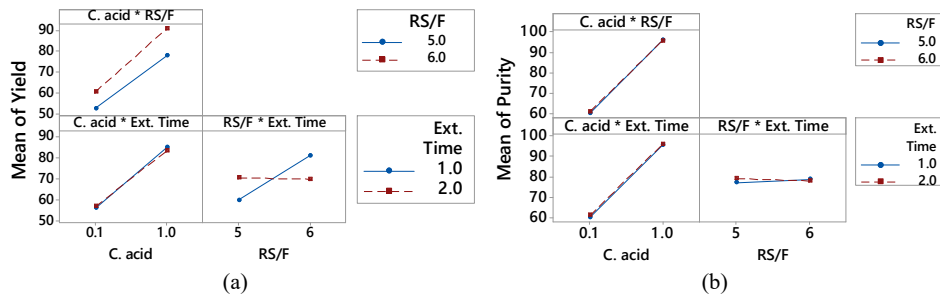 C. acid * RS/F
90
80
70
60
50
C. acid * Ext. Time
RS/F * Ext. Time
90
80
70
60
50
0.1
1.0
5
6
C. acid
RS/F
Mean of Yield
RS/F
5.0
6.0
Ext.
Time
1.0
2.0
(a)
C. acid * RS/F
100
90
80
70
60
C. acid * Ext. Time
RS/F * Ext. Time
100
90
80
70
60
0.1
1.0
5
6
C. acid
RS/F
Mean of Purity
RS/F
5.0
6.0
Ext.
Time
1.0
2.0
(b)